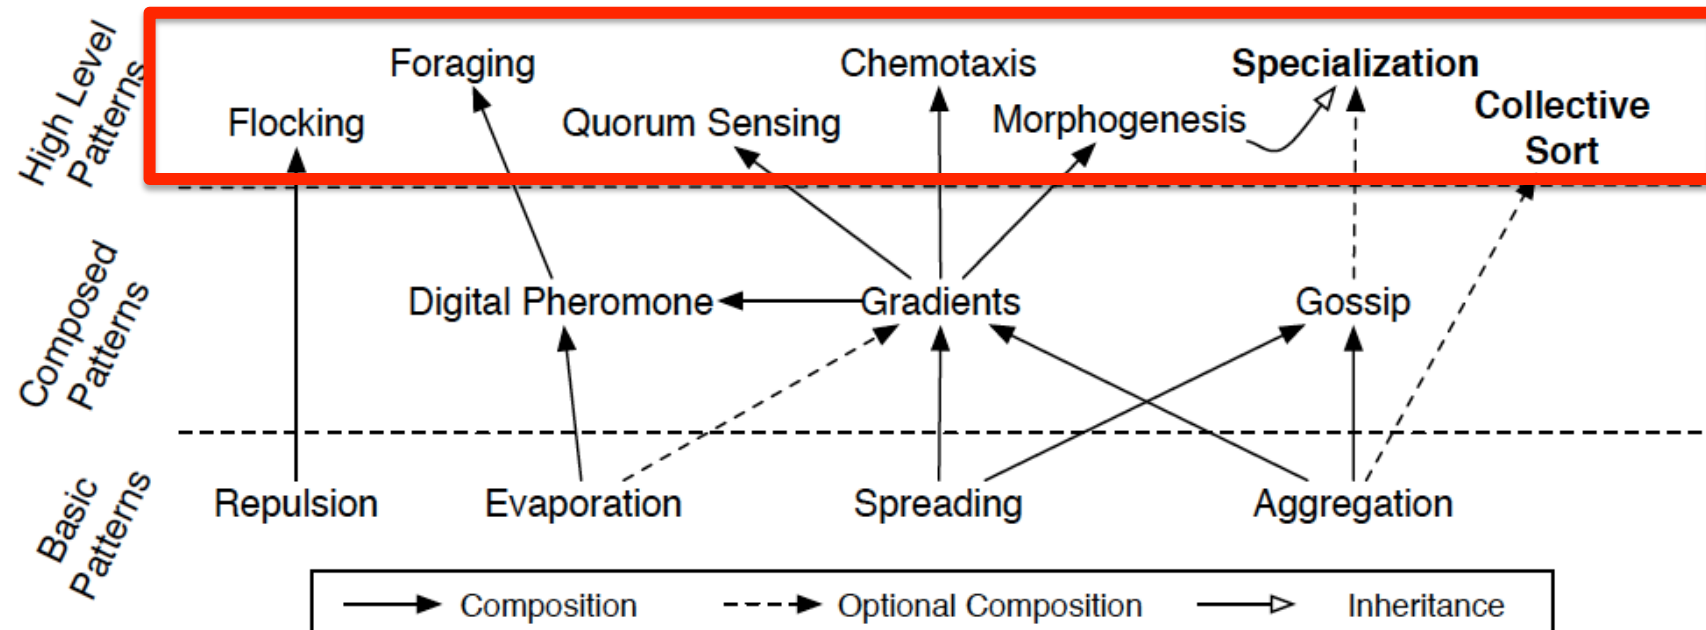 High Level
Patterns
Foraging
Chemotaxis
Specialization
Flocking
Quorum Sensing
Morphogenesis
Collective
Sort
Composed
Patterns
Digital Pheromone
Gradients
Gossip
Basic
Patterns
Repulsion
Evaporation
Spreading
Aggregation
Composition
Optional Composition
Inheritance